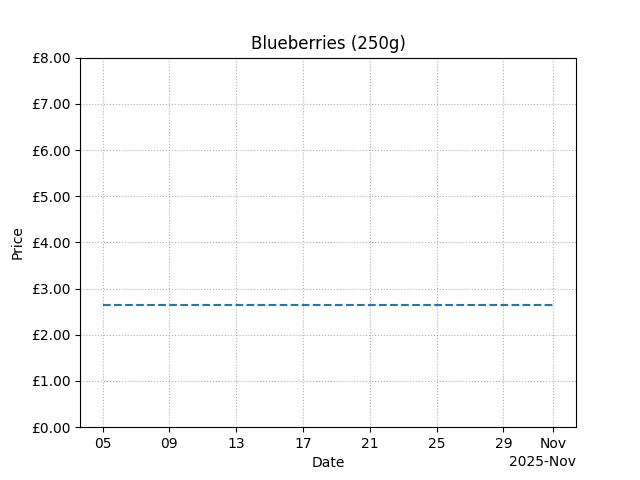 Blueberries (250g)
£8.00
£7.00
£6.00
£5.00
£4.00
£3.00
£2.00
£1.00
£0.00
Price
05 09 13 17 21 25 29 Nov
Date
2025-Nov